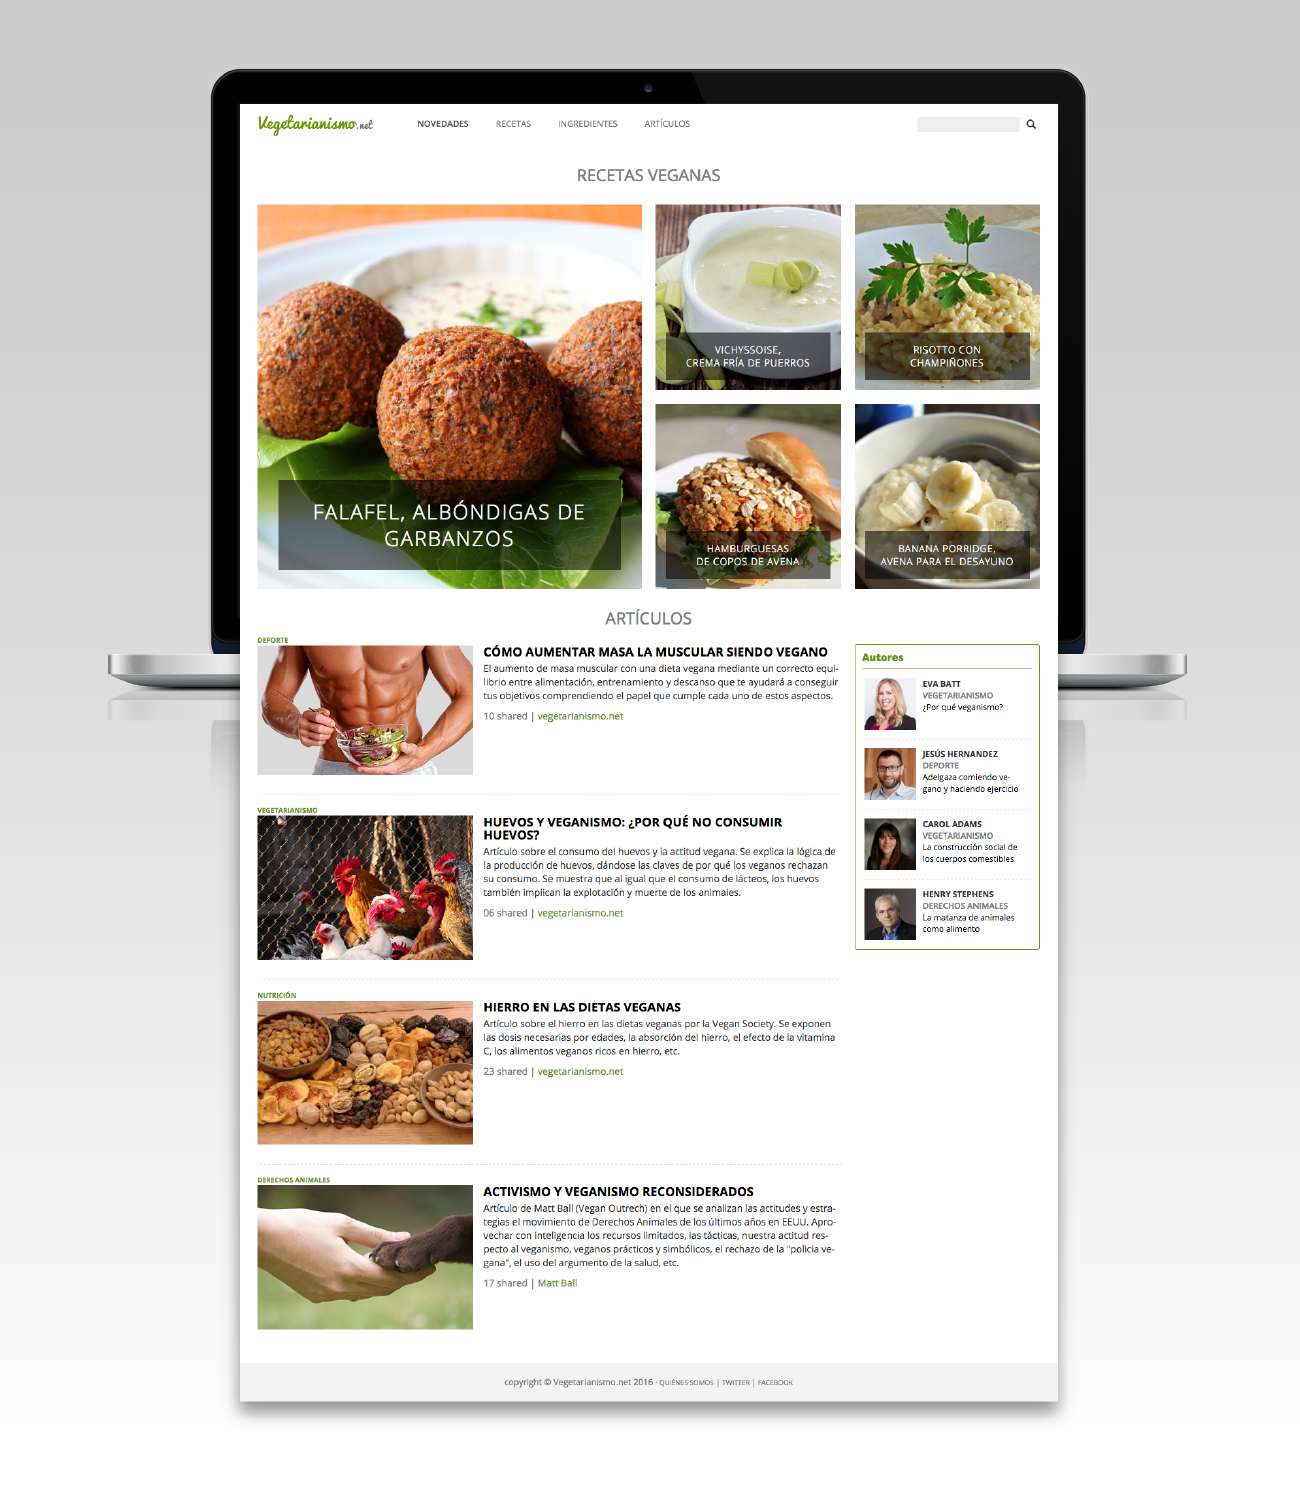 Vegetarianismo.net
NOVEDADES
RECETAS
INGREDIENTES
ARTÍCULOS
RECETAS VEGANAS
FALAFEL, ALBÓNDIGAS DE
GARBANZOS
VICHYSSOISE,
CREMA FRÍA DE PUERROS
RISOTTO CON
CHAMPIÑONES
HAMBURGUESAS
DE COPOS DE AVENA
BANANA PORRIDGE,
AVENA PARA EL DESAYUNO
ARTÍCULOS
DEPORTE
CÓMO AUMENTAR MASA LA MUSCULAR SIENDO VEGANO
El aumento de masa muscular con una dieta vegana mediante un correcto equi-
librio entre alimentación, entrenamiento y descanso que te ayudará a conseguir
tus objetivos comprendiendo el papel que cumple cada uno de estos aspectos.
10 shared | vegetarianismo.net
VEGETARIANISMO
HUEVOS Y VEGANISMO: ¿POR QUÉ NO CONSUMIR
HUEVOS?
Artículo sobre el consumo del huevos y la actitud vegana. Se explica la lógica de
la producción de huevos, dándose las claves de por qué los veganos rechazan
su consumo. Se muestra que al igual que el consumo de lácteos, los huevos
también implican la explotación y muerte de los animales.
06 shared | vegetarianismo.net
NUTRICIÓN
HIERRO EN LAS DIETAS VEGANAS
Artículo sobre el hierro en las dietas veganas por la Vegan Society. Se exponen
las dosis necesarias por edades, la absorción del hierro, el efecto de la vitamina
C, los alimentos veganos ricos en hierro, etc.
23 shared | vegetarianismo.net
DERECHOS ANIMALES
ACTIVISMO Y VEGANISMO RECONSIDERADOS
Artículo de Matt Ball (Vegan Outrech) en el que se analizan las actitudes y estra-
tegias el movimiento de Derechos Animales de los últimos años en EEUU. Apro-
vechar con inteligencia los recursos limitados, las tácticas, nuestra actitud res-
pecto al veganismo, veganos prácticos y simbólicos, el rechazo de la "policia ve-
gana", el uso del argumento de la salud, etc.
17 shared | Matt Ball
Autores
EVA BATT
VEGETARIANISMO
¿Por qué veganismo?
JESÚS HERNANDEZ
DEPORTE
Adelgaza comiendo ve-
gano y haciendo ejercicio
CAROL ADAMS
VEGETARIANISMO
La construcción social de
los cuerpos comestibles
HENRY STEPHENS
DERECHOS ANIMALES
La matanza de animales
como alimento
copyright © Vegetarianismo.net 2016 · QUIÉNES SOMOS | TWITTER | FACEBOOK